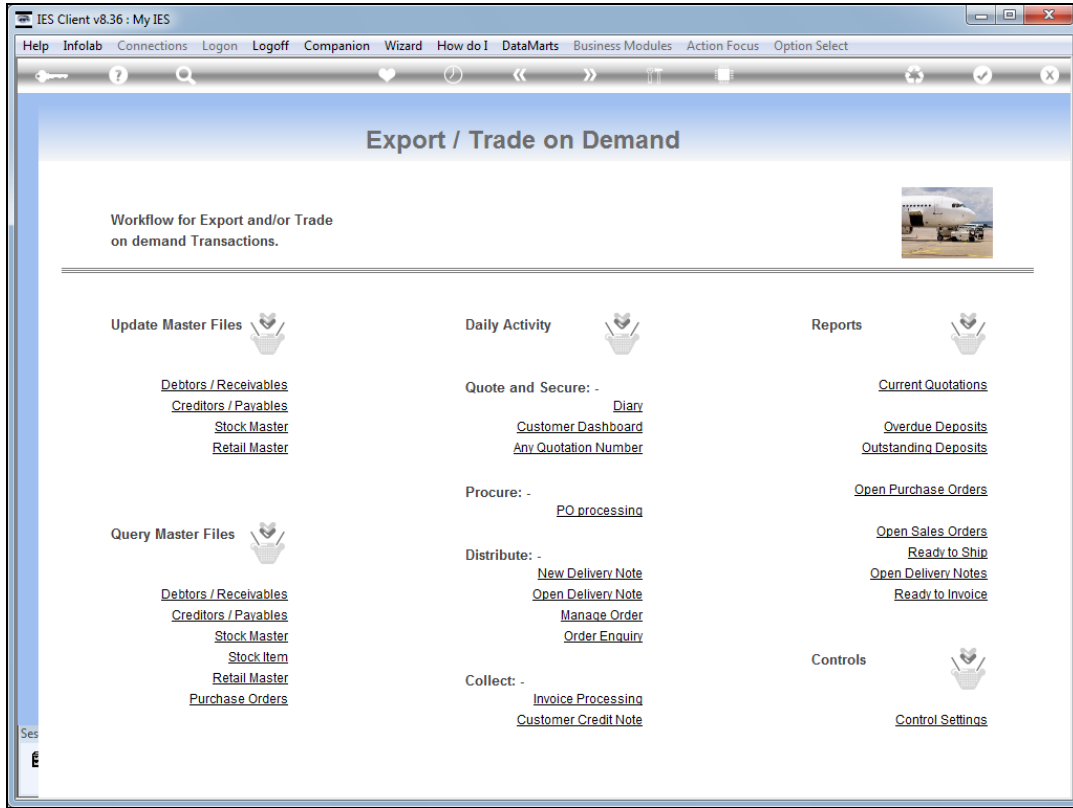 IES Client v8.36 : My IES
Help Infolab Connections Logon Logoff Companion Wizard How do I DataMarts Business Modules Action Focus Option Select
Export / Trade on Demand
Workflow for Export and/or Trade
on demand Transactions.
Update Master Files
Debtors / Receivables
Creditors / Payables
Stock Master
Retail Master
Query Master Files
Debtors / Receivables
Creditors / Payables
Stock Master
Stock Item
Retail Master
Purchase Orders
Daily Activity
Quote and Secure: -
Diary
Customer Dashboard
Any Quotation Number
Procure: -
PO processing
Distribute: -
New Delivery Note
Open Delivery Note
Manage Order
Order Enquiry
Collect: -
Invoice Processing
Customer Credit Note
Reports
Current Quotations
Overdue Deposits
Outstanding Deposits
Open Purchase Orders
Open Sales Orders
Ready to Ship
Open Delivery Notes
Ready to Invoice
Controls
Control Settings
Ses